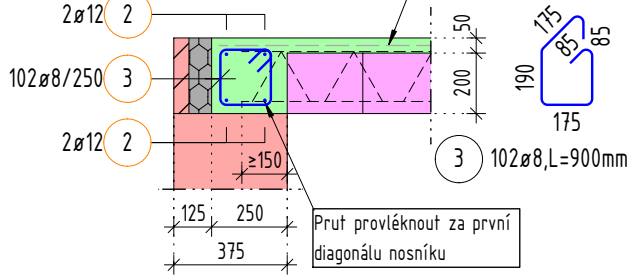 2ø12 2
102ø8/250 3
2ø12 2
50
200
≥150
125 250
375
Prut provléknout za první
diagonálu nosníku
175
85
85
190
175
3 102ø8,L=900mm